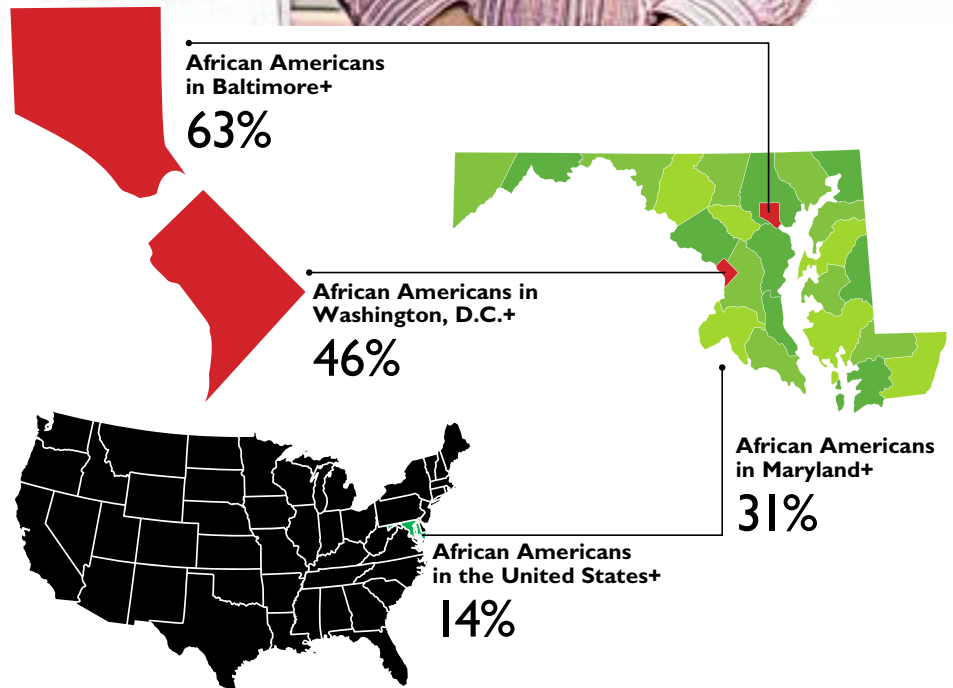 African Americans
in Baltimore+
63%
African Americans in
Washington, D.C.+
46%
African Americans
in Maryland+
31%
African Americans
in the United States+
14%